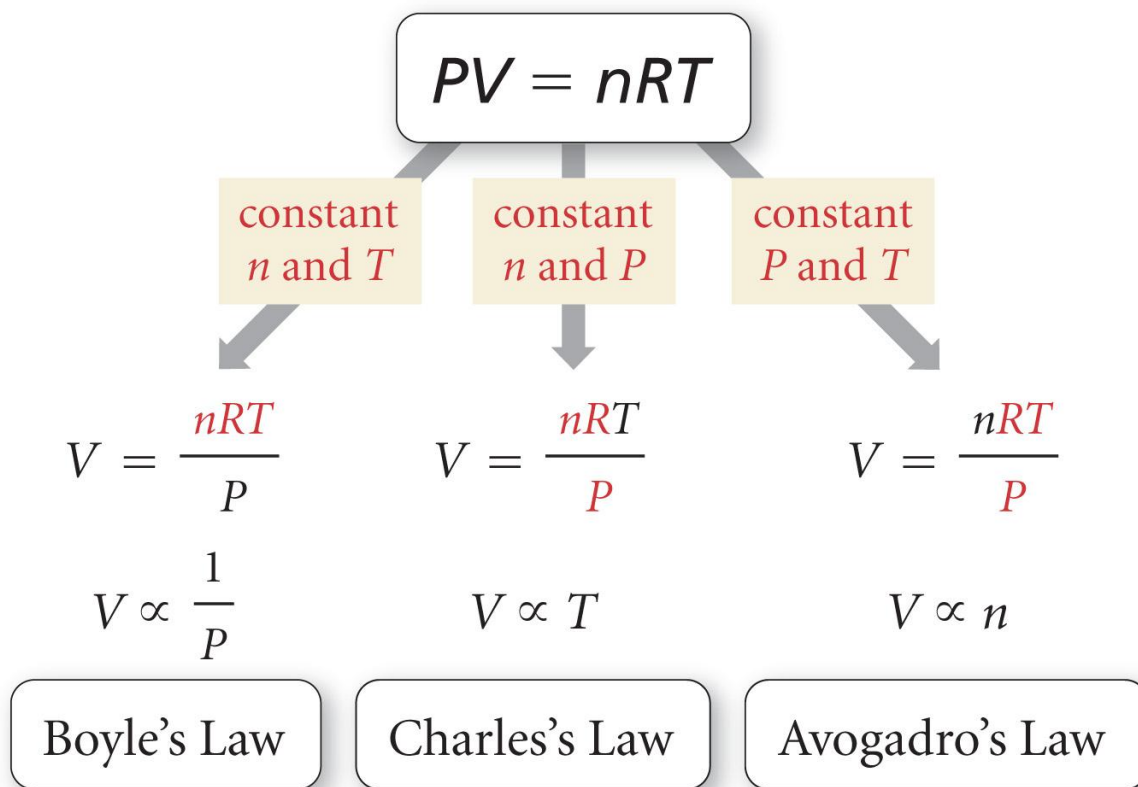 PV = nRT
constant
n and T
constant
n and P
constant
P and T
V = nRT / P
V = nRT / P
V = nRT / P
V ∝ 1 / P
V ∝ T
V ∝ n
Boyle's Law
Charles's Law
Avogadro's Law